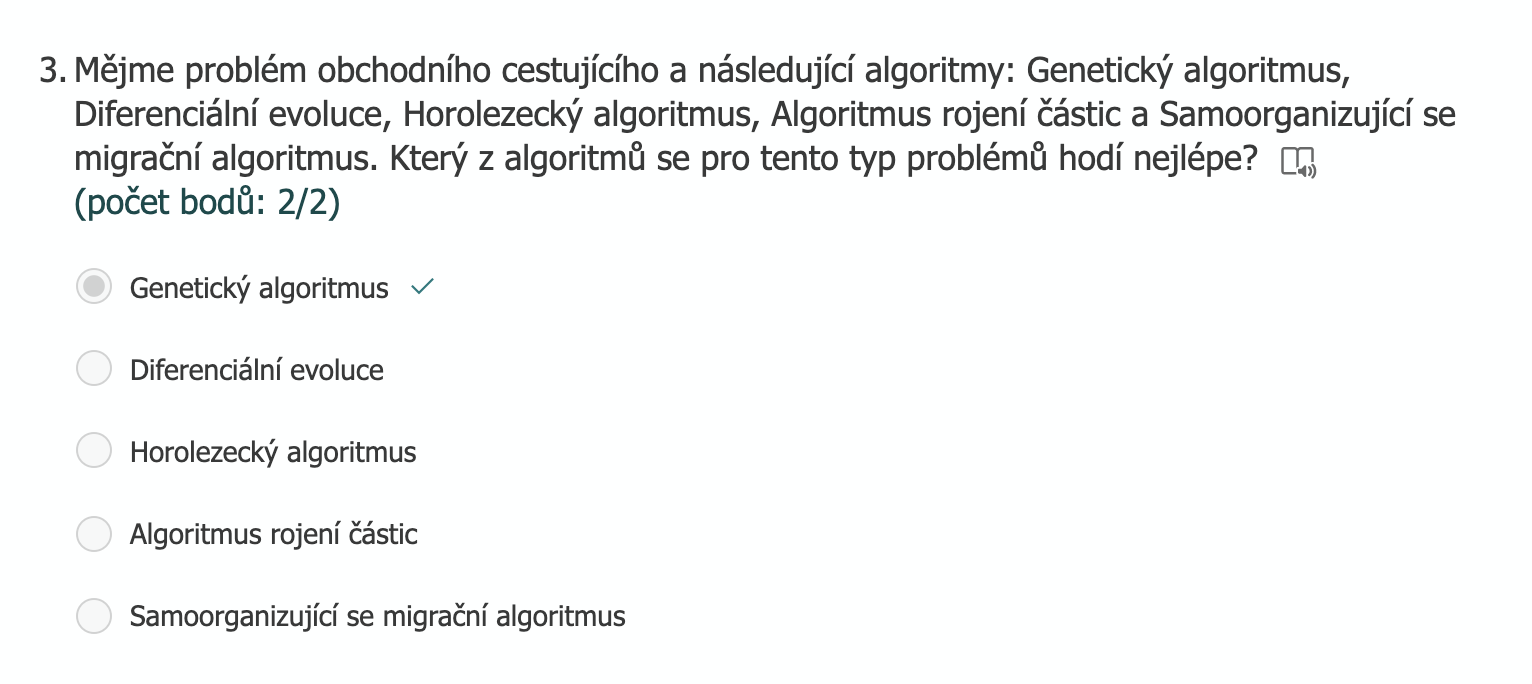 3. Mějme problém obchodního cestujícího a následující algoritmy: Genetický algoritmus,
Diferenciální evoluce, Horolezecký algoritmus, Algoritmus rojení částic a Samoorganizující se
migrační algoritmus. Který z algoritmů se pro tento typ problémů hodí nejlépe?
(počet bodů: 2/2)
Genetický algoritmus
Diferenciální evoluce
Horolezecký algoritmus
Algoritmus rojení částic
Samoorganizující se migrační algoritmus